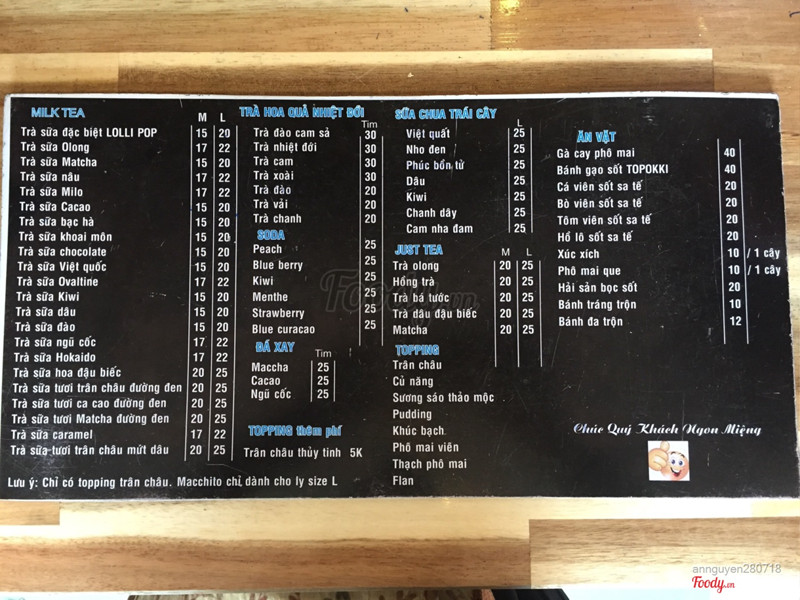 MILK TEA M L
Trà sữa đặc biệt LOLLI POP 15 20
Trà sữa Olong 17 22
Trà sữa Matcha 15 20
Trà sữa nâu 17 22
Trà sữa Milo 17 22
Trà sữa Cacao 15 20
Trà sữa bạc hà 15 20
Trà sữa khoai môn 15 20
Trà sữa chocolate 15 20
Trà sữa Việt quốc 15 20
Trà sữa Ovaltine 17 22
Trà sữa Kiwi 15 20
Trà sữa dâu 15 20
Trà sữa đào 15 20
Trà sữa ngũ cốc 17 22
Trà sữa Hokaido 17 22
Trà sữa hoa đậu biếc 20 25
Trà sữa tươi trân châu đường đen 20 25
Trà sữa tươi ca cao đường đen 20 25
Trà sữa tươi Matcha đường đen 20 25
Trà sữa caramel 17 22
Trà sữa tươi trân châu mứt dâu 20 25
Lưu ý: Chỉ có topping trân châu. Macchito chỉ dành cho ly size L
TRÀ HOA QUẢ NHIỆT ĐỚI
Tim
Trà đào cam sả 30
Trà nhiệt đới 30
Trà cam 30
Trà xoài 30
Trà đào 20
Trà vải 20
Trà chanh 20
SODA
Peach 25
Blue berry 25
Kiwi 25
Menthe 25
Strawberry 25
Blue curacao 25
ĐÁ XAY Tim
Maccha 25
Cacao 25
Ngũ cốc 25
TOPPING thêm phí
Trân châu thủy tinh 5K
SỮA CHUA TRÁI CÂY
L
Việt quất 25
Nho đen 25
Phúc bồn tử 25
Dâu 25
Kiwi 25
Chanh dây 25
Cam nha đam 25
JUST TEA M L
Trà olong 20 25
Hồng trà 20 25
Trà bá tước 20 25
Trà dâu đậu biếc 20 25
Matcha 20 25
TOPPING
Trân châu
Củ năng
Sương sáo thảo mộc
Pudding
Khúc bạch
Phô mai viên
Thạch phô mai
Flan
ĂN VẶT
Gà cay phô mai 40
Bánh gạo sốt TOPOKKI 40
Cá viên sốt sa tế 20
Bò viên sốt sa tế 20
Tôm viên sốt sa tế 20
Hồ lô sốt sa tế 20
Xúc xích 10 / 1 cây
Phô mai que 10 / 1 cây
Hải sản bọc sốt 20
Bánh tráng trộn 10
Bánh đa trộn 12
Chúc Quý Khách Ngon Miệng
Foody.vn
annguyen280718
Foody.vn